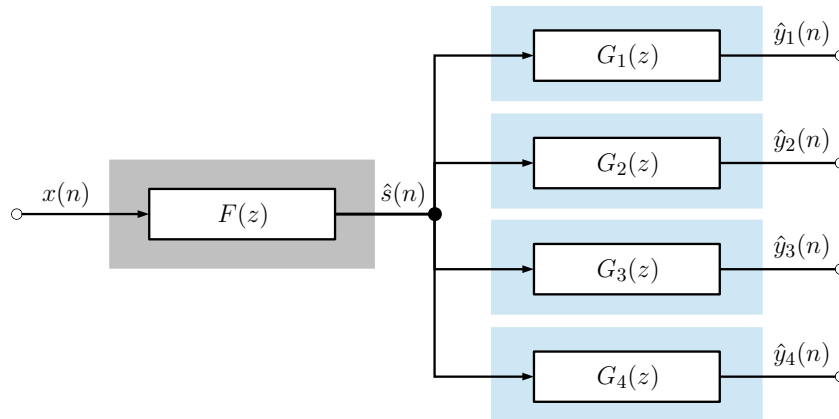 x(n)
F(z)
ŝ(n)
G₁(z)
ŷ₁(n)
G₂(z)
ŷ₂(n)
G₃(z)
ŷ₃(n)
G₄(z)
ŷ₄(n)